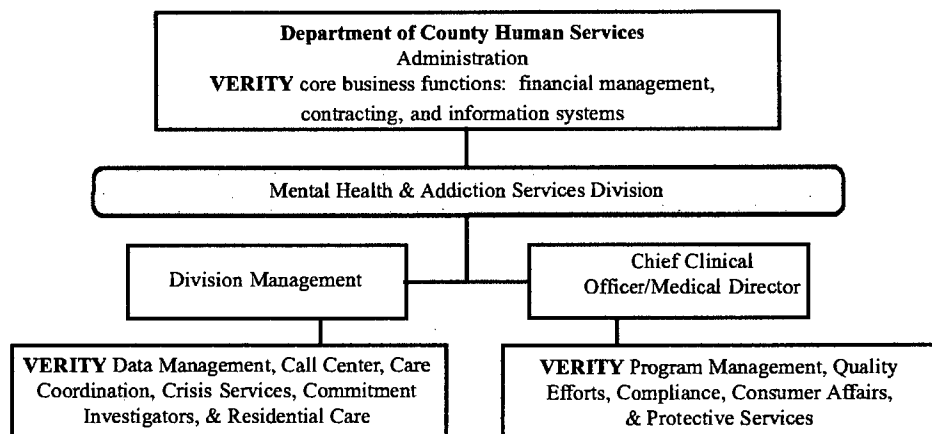 Department of County Human Services
Administration
VERITY core business functions: financial management,
contracting, and information systems
Mental Health & Addiction Services Division
Division Management
Chief Clinical
Officer/Medical Director
VERITY Data Management, Call Center, Care
Coordination, Crisis Services, Commitment
Investigators, & Residential Care
VERITY Program Management, Quality
Efforts, Compliance, Consumer Affairs,
& Protective Services